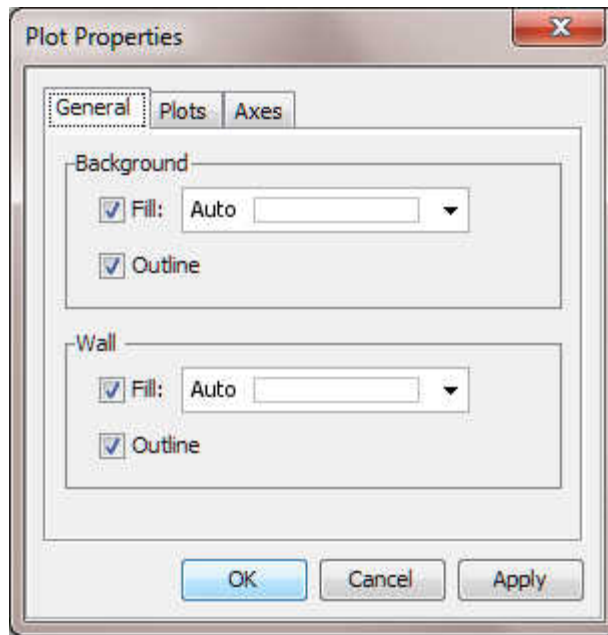 Plot Properties
General Plots Axes
Background
Fill: Auto
Outline
Wall
Fill: Auto
Outline
OK Cancel Apply